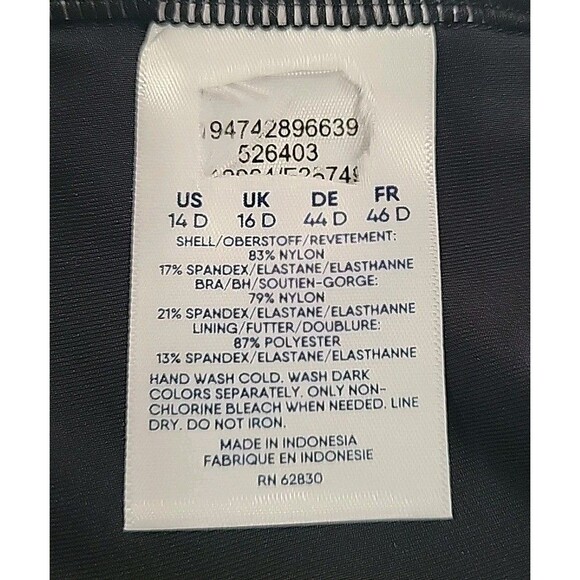 94742896639
526403
US UK DE FR
14 D 16 D 44 D 46 D
SHELL/OBERSTOFF/REVETEMENT:
83% NYLON
17% SPANDEX/ELASTANE/ELASTHANNE
BRA/BH/SOUTIEN-GORGE:
79% NYLON
21% SPANDEX/ELASTANE/ELASTHANNE
LINING/FUTTER/DOUBLURE:
87% POLYESTER
13% SPANDEX/ELASTANE/ELASTHANNE
HAND WASH COLD. WASH DARK
COLORS SEPARATELY. ONLY NON-
CHLORINE BLEACH WHEN NEEDED. LINE
DRY. DO NOT IRON.
MADE IN INDONESIA
FABRIQUE EN INDONESIE
RN 62830